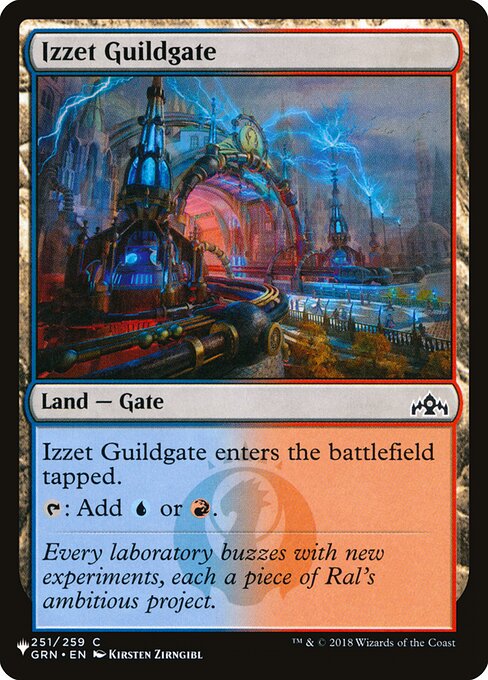 Izzet Guildgate
Land — Gate
Izzet Guildgate enters the battlefield
tapped.
: Add or .
Every laboratory buzzes with new
experiments, each a piece of Ral's
ambitious project.
251/259 C
GRN • EN Kirsten Zirngibl
™ & © 2018 Wizards of the Coast